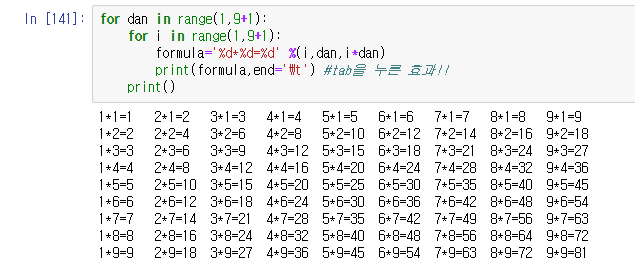 In [141]: for dan in range(1,9+1):
for i in range(1,9+1):
formula='%d*%d=%d' %(i,dan,i*dan)
print(formula,end='₩t') #tab을 누른 효과!!
print()
1*1=1 2*1=2 3*1=3 4*1=4 5*1=5 6*1=6 7*1=7 8*1=8 9*1=9
1*2=2 2*2=4 3*2=6 4*2=8 5*2=10 6*2=12 7*2=14 8*2=16 9*2=18
1*3=3 2*3=6 3*3=9 4*3=12 5*3=15 6*3=18 7*3=21 8*3=24 9*3=27
1*4=4 2*4=8 3*4=12 4*4=16 5*4=20 6*4=24 7*4=28 8*4=32 9*4=36
1*5=5 2*5=10 3*5=15 4*5=20 5*5=25 6*5=30 7*5=35 8*5=40 9*5=45
1*6=6 2*6=12 3*6=18 4*6=24 5*6=30 6*6=36 7*6=42 8*6=48 9*6=54
1*7=7 2*7=14 3*7=21 4*7=28 5*7=35 6*7=42 7*7=49 8*7=56 9*7=63
1*8=8 2*8=16 3*8=24 4*8=32 5*8=40 6*8=48 7*8=56 8*8=64 9*8=72
1*9=9 2*9=18 3*9=27 4*9=36 5*9=45 6*9=54 7*9=63 8*9=72 9*9=81